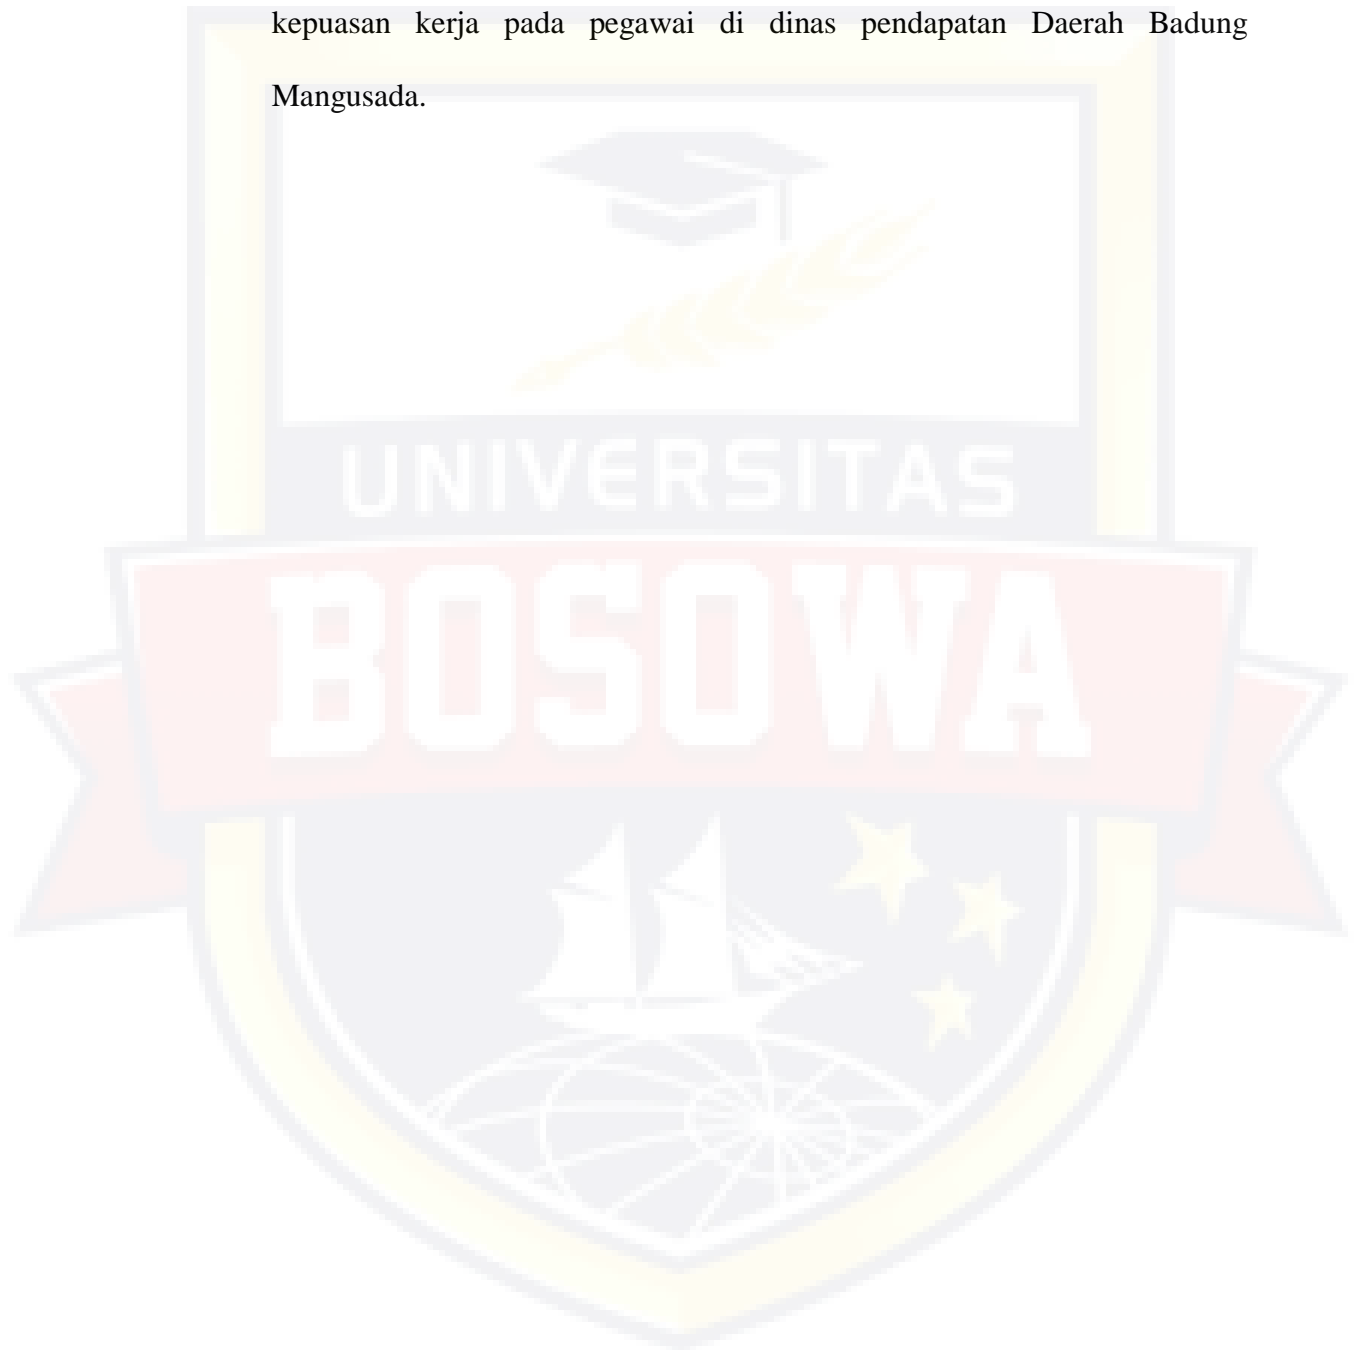 kepuasan kerja pada pegawai di dinas pendapatan Daerah Badung
Mangusada.
UNIVERSITAS
BOSOWA